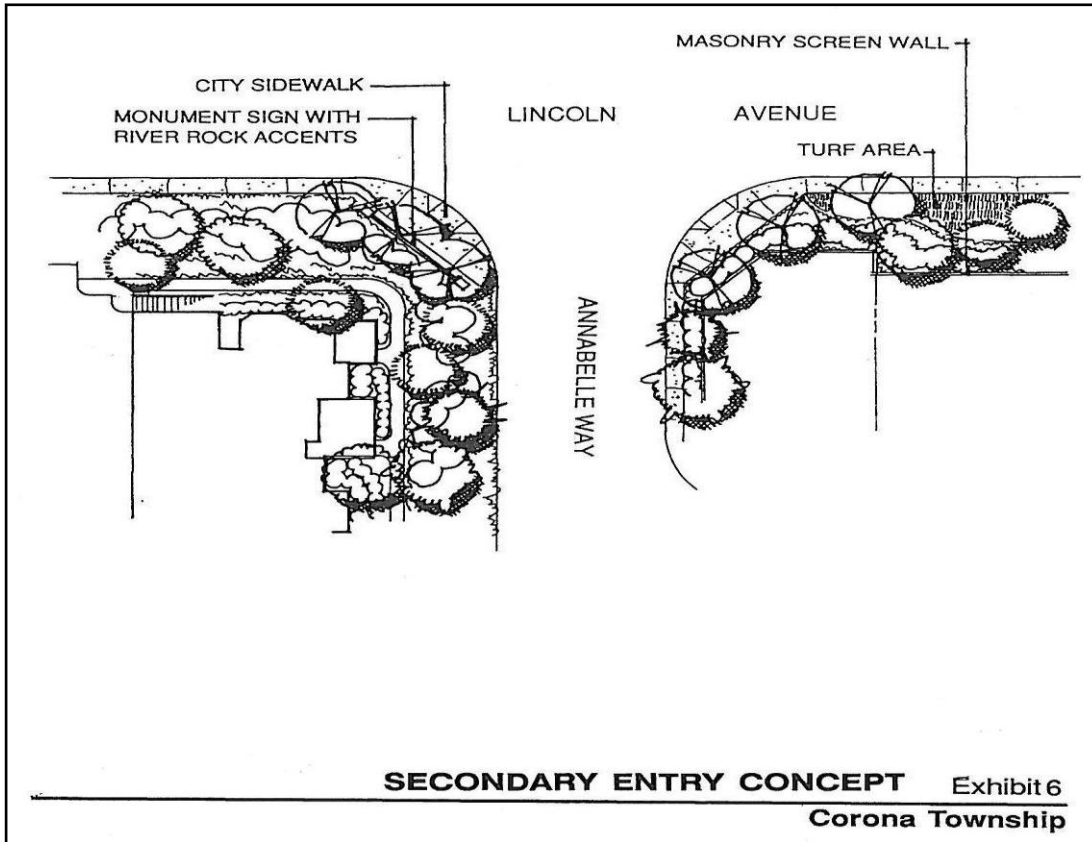 MASONRY SCREEN WALL
CITY SIDEWALK
MONUMENT SIGN WITH
RIVER ROCK ACCENTS
LINCOLN AVENUE
TURF AREA
ANNABELLE WAY
SECONDARY ENTRY CONCEPT Exhibit 6
Corona Township